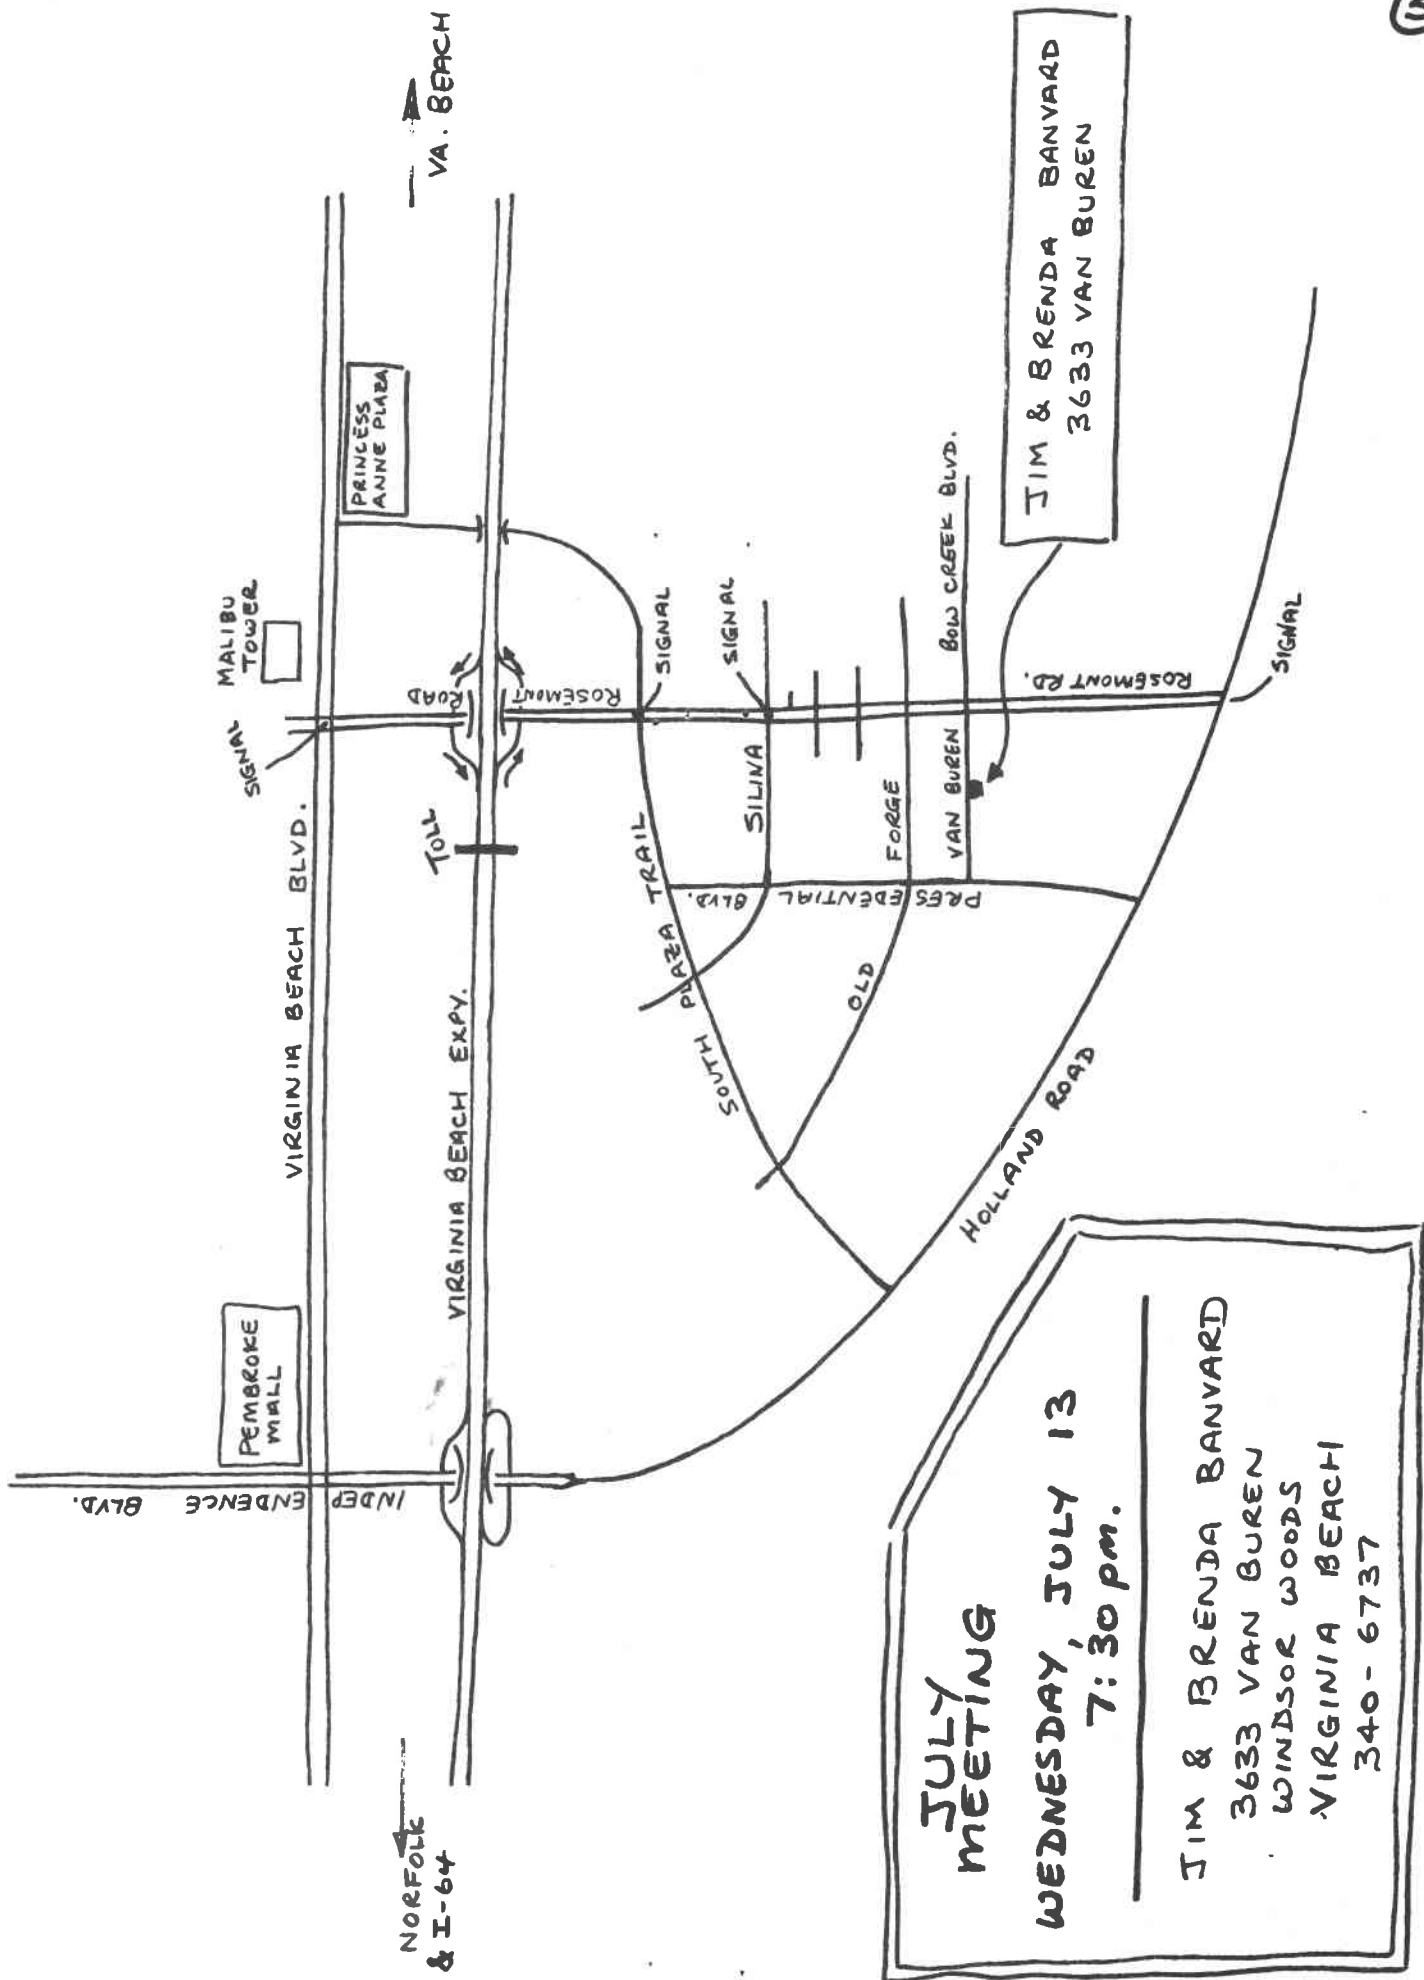 VA. BEACH
MALIBU
TOWER
SIGNAL
PRINCESS
ANNE PLAZA
VIRGINIA BEACH BLVD.
PEMBROKE
MALL
INDEPENDENCE BLVD.
NORFOLK
& I-64
VIRGINIA BEACH EXPY.
TOLL
ROSEMONT ROAD
SIGNAL
SIGNAL
SOUTH PLAZA TRAIL
SILINA
PRESEDENTIAL BLVD.
OLD FORGE
VAN BUREN
BOW CREEK BLVD.
ROSEMONT RD.
SIGNAL
HOLLAND ROAD
JIM & BRENDA BANVARD
3633 VAN BUREN
JULY
MEETING
WEDNESDAY, JULY 13
7:30 pm.
JIM & BRENDA BANVARD
3633 VAN BUREN
WINDSOR WOODS
VIRGINIA BEACH
340-6737